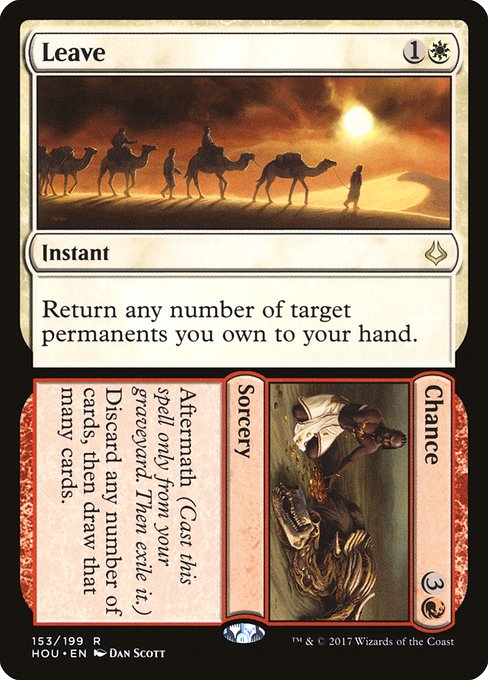 Leave 1
Instant
Return any number of target
permanents you own to your hand.
Chance 3
Sorcery
Aftermath (Cast this
spell only from your
graveyard. Then exile it.)
Discard any number of
cards, then draw that
many cards.
153/199 R
HOU • EN DAN SCOTT
™ & © 2017 Wizards of the Coast